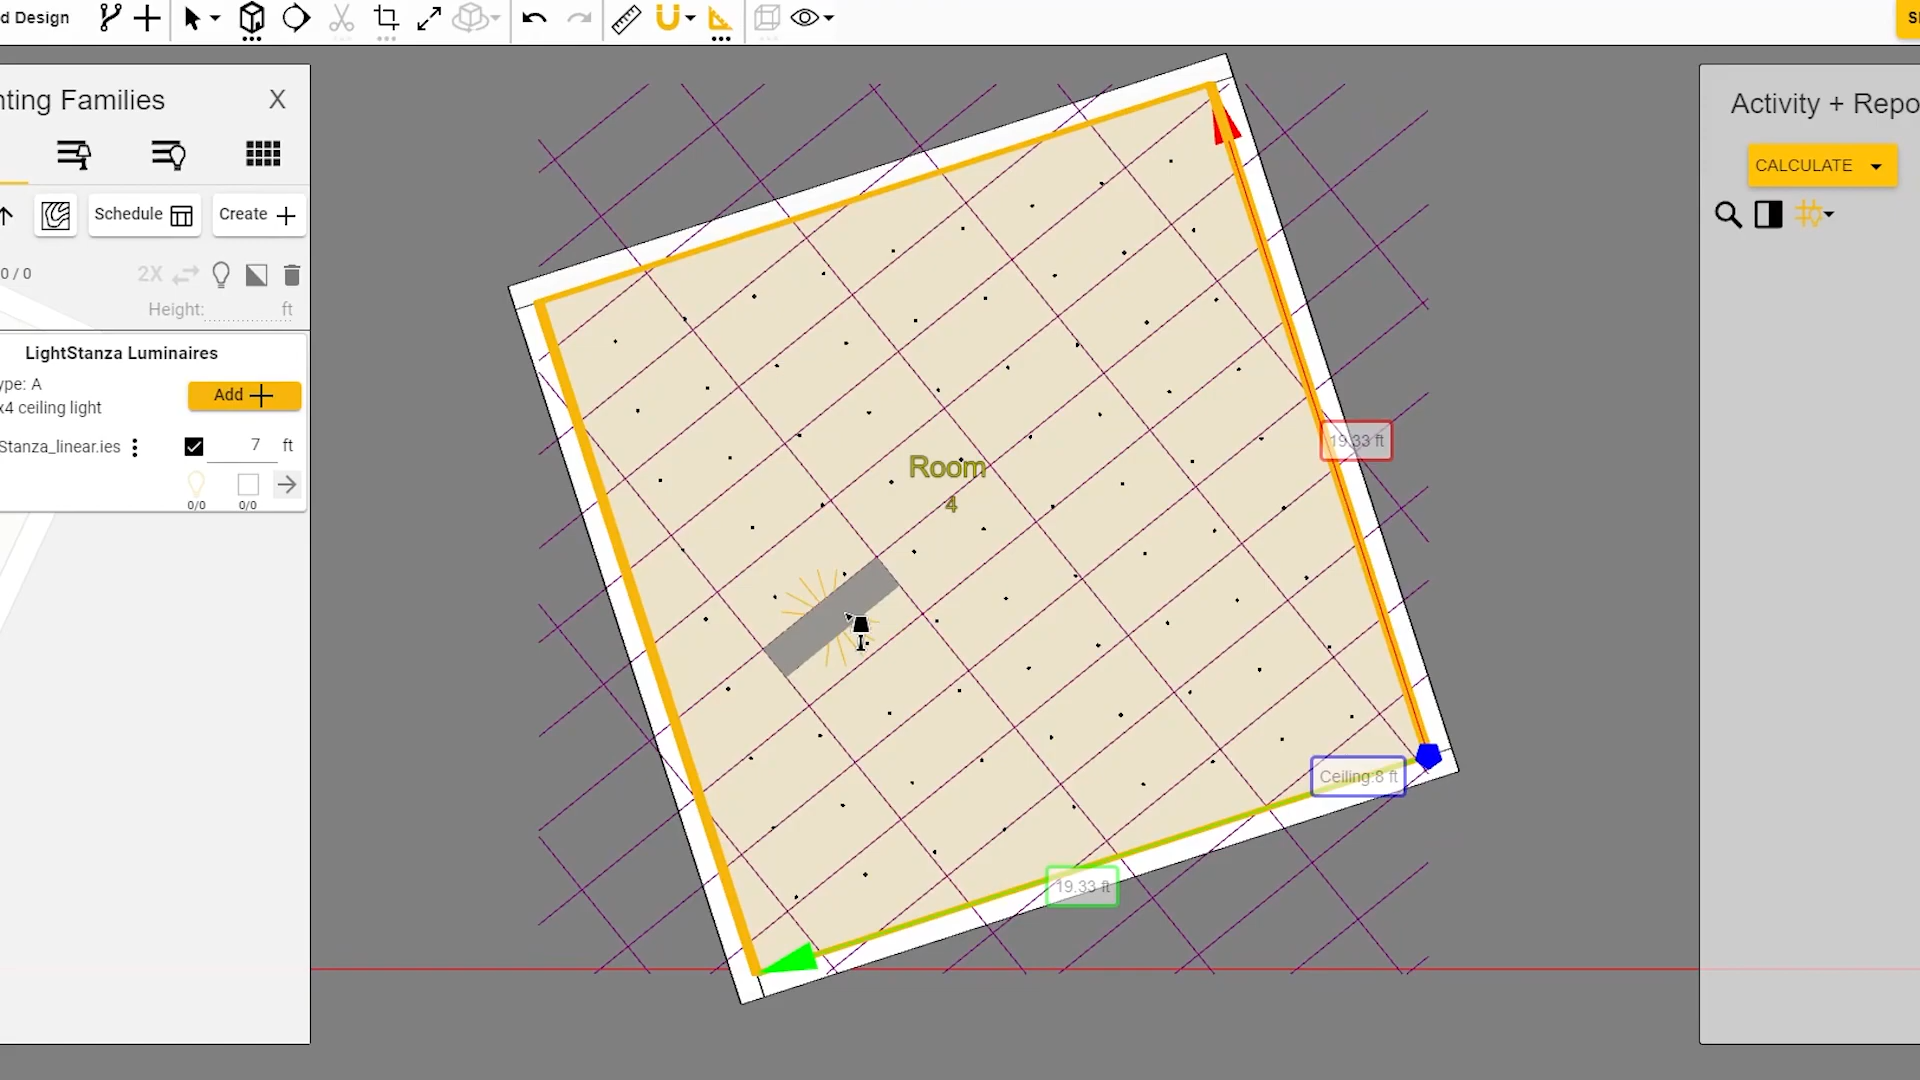 d Design
nting Families
X
Schedule
Create
0 / 0
2X
Height:
ft
LightStanza Luminaires
ype: A
x4 ceiling light
Add
Stanza_linear.ies
7
ft
0/0
0/0
Room
4
19.33 ft
Ceiling:8 ft
19.33 ft
Activity + Repo
CALCULATE
S